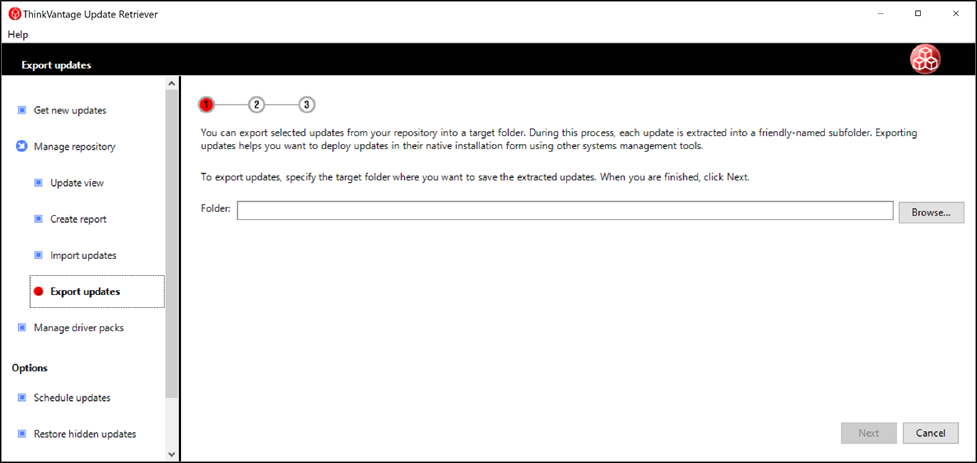 ThinkVantage Update Retriever
Help
Export updates
Get new updates
Manage repository
Update view
Create report
Import updates
Export updates
Manage driver packs
Options
Schedule updates
Restore hidden updates
1 2 3
You can export selected updates from your repository into a target folder. During this process, each update is extracted into a friendly-named subfolder. Exporting
updates helps you want to deploy updates in their native installation form using other systems management tools.
To export updates, specify the target folder where you want to save the extracted updates. When you are finished, click Next.
Folder:
Browse...
Next Cancel